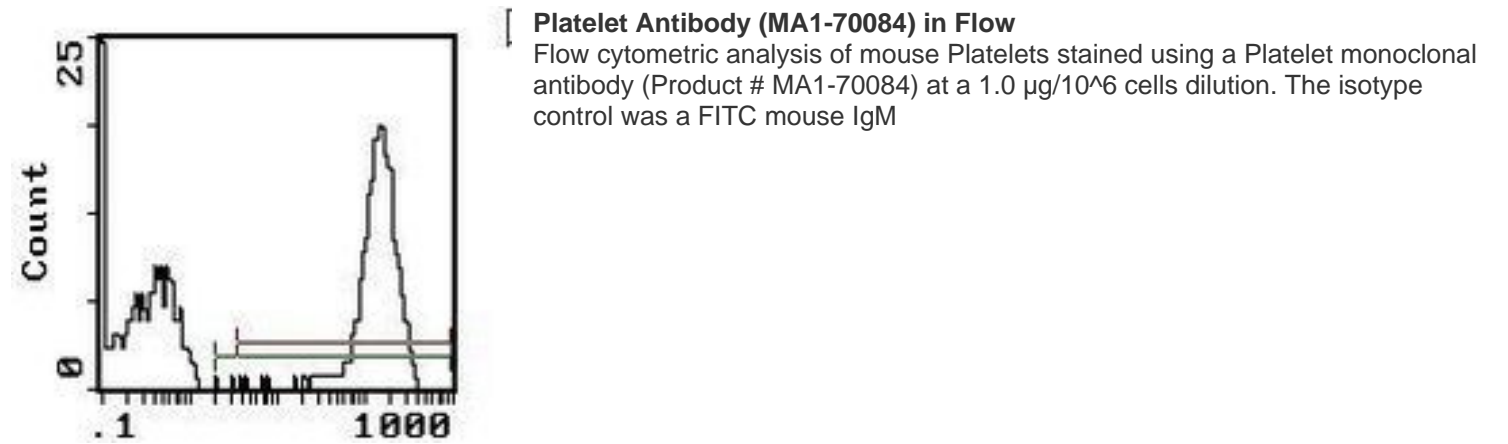 Platelet Antibody (MA1-70084) in Flow
Flow cytometric analysis of mouse Platelets stained using a Platelet monoclonal
antibody (Product # MA1-70084) at a 1.0 µg/10^6 cells dilution. The isotype
control was a FITC mouse IgM
25
Count
0
.1 1000